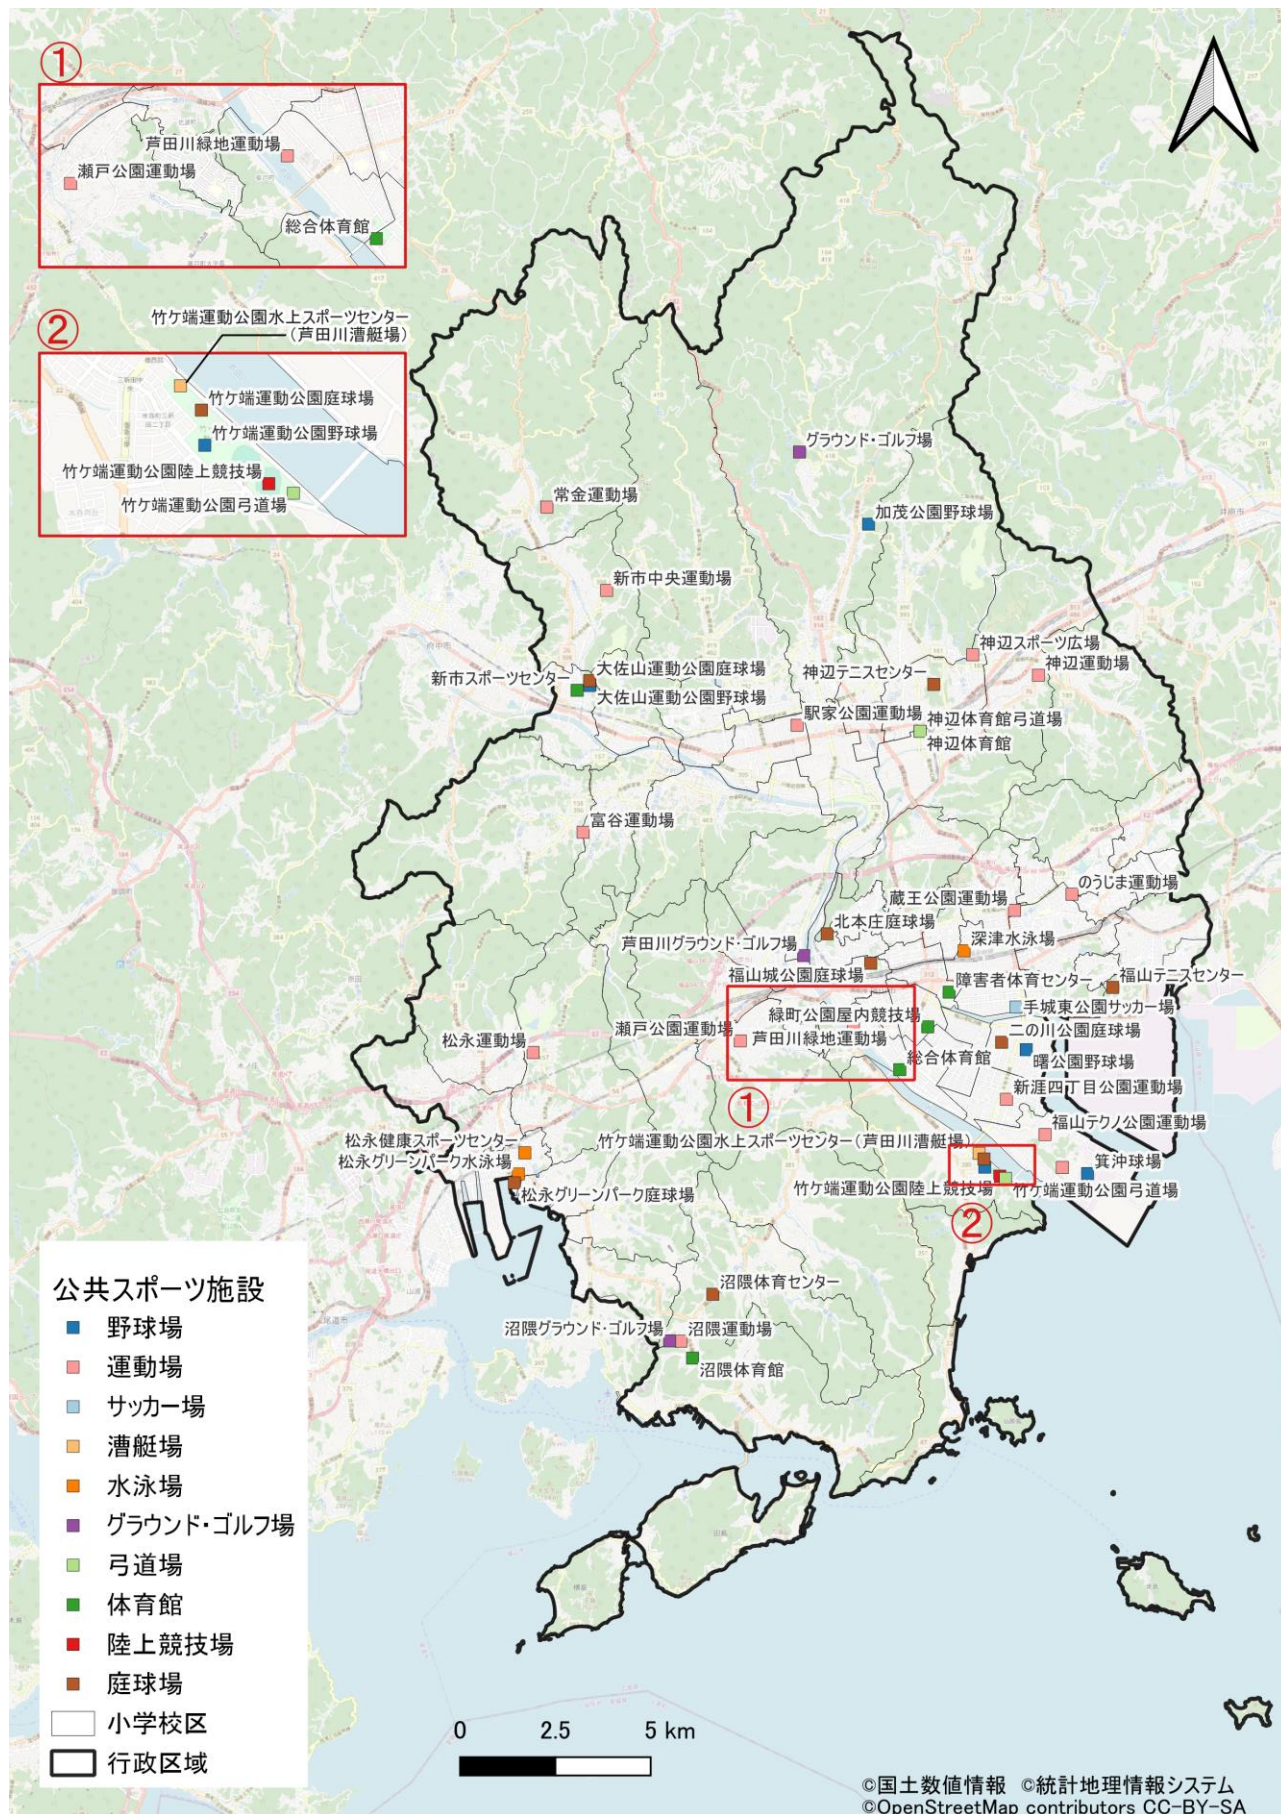 ①
芦田川緑地運動場
瀬戸公園運動場
総合体育館
②
竹ケ端運動公園水上スポーツセンター
(芦田川漕艇場)
竹ケ端運動公園庭球場
竹ケ端運動公園野球場
竹ケ端運動公園陸上競技場
竹ケ端運動公園弓道場
グラウンド・ゴルフ場
常金運動場
加茂公園野球場
新市中央運動場
神辺スポーツ広場
神辺運動場
大佐山運動公園庭球場
新市スポーツセンター
大佐山運動公園野球場
神辺テニスセンター
駅家公園運動場
神辺体育館弓道場
神辺体育館
富谷運動場
のうじま運動場
蔵王公園運動場
北本庄庭球場
芦田川グラウンド・ゴルフ場
深津水泳場
福山城公園庭球場
障害者体育センター
福山テニスセンター
手城東公園サッカー場
緑町公園屋内競技場
瀬戸公園運動場
芦田川緑地運動場
二の川公園庭球場
松永運動場
総合体育館
曙公園野球場
新涯四丁目公園運動場
①
福山テクノ公園運動場
松永健康スポーツセンター
竹ケ端運動公園水上スポーツセンター(芦田川漕艇場)
松永グリーンパーク水泳場
箕沖球場
竹ケ端運動公園陸上競技場
竹ケ端運動公園弓道場
松永グリーンパーク庭球場
②
沼隈体育センター
沼隈グラウンド・ゴルフ場
沼隈運動場
沼隈体育館
公共スポーツ施設
野球場
運動場
サッカー場
漕艇場
水泳場
グラウンド・ゴルフ場
弓道場
体育館
陸上競技場
庭球場
小学校区
行政区域
0 2.5 5 km
©国土数値情報 ©統計地理情報システム
©OpenStreetMap contributors CC-BY-SA